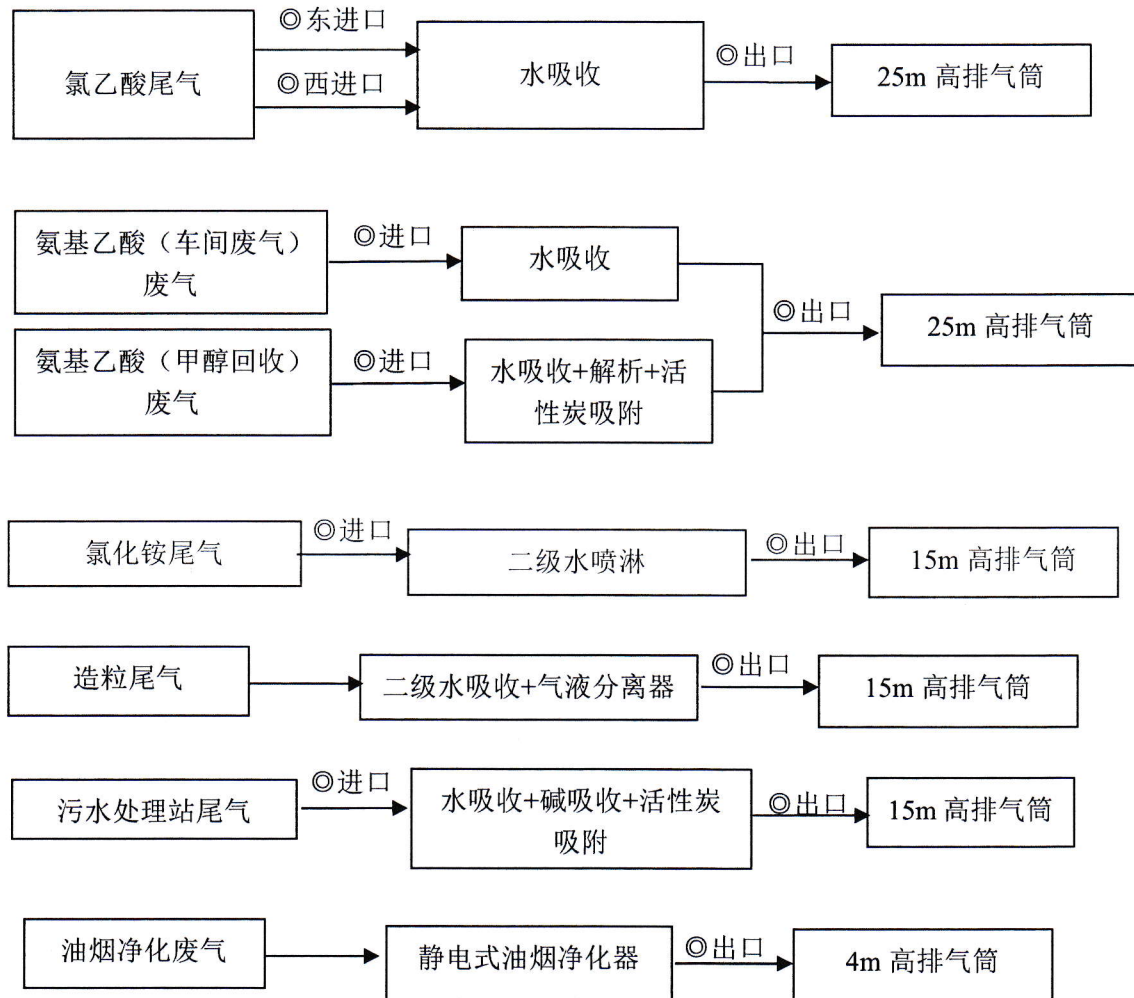 ◎东进口
氯乙酸尾气
◎西进口
水吸收
◎出口
25m 高排气筒
氨基乙酸（车间废气）
废气
◎进口
水吸收
氨基乙酸（甲醇回收）
废气
◎进口
水吸收+解析+活
性炭吸附
◎出口
25m 高排气筒
氯化铵尾气
◎进口
二级水喷淋
◎出口
15m 高排气筒
造粒尾气
二级水吸收+气液分离器
◎出口
15m 高排气筒
污水处理站尾气
◎进口
水吸收+碱吸收+活性炭
吸附
◎出口
15m 高排气筒
油烟净化废气
静电式油烟净化器
◎出口
4m 高排气筒